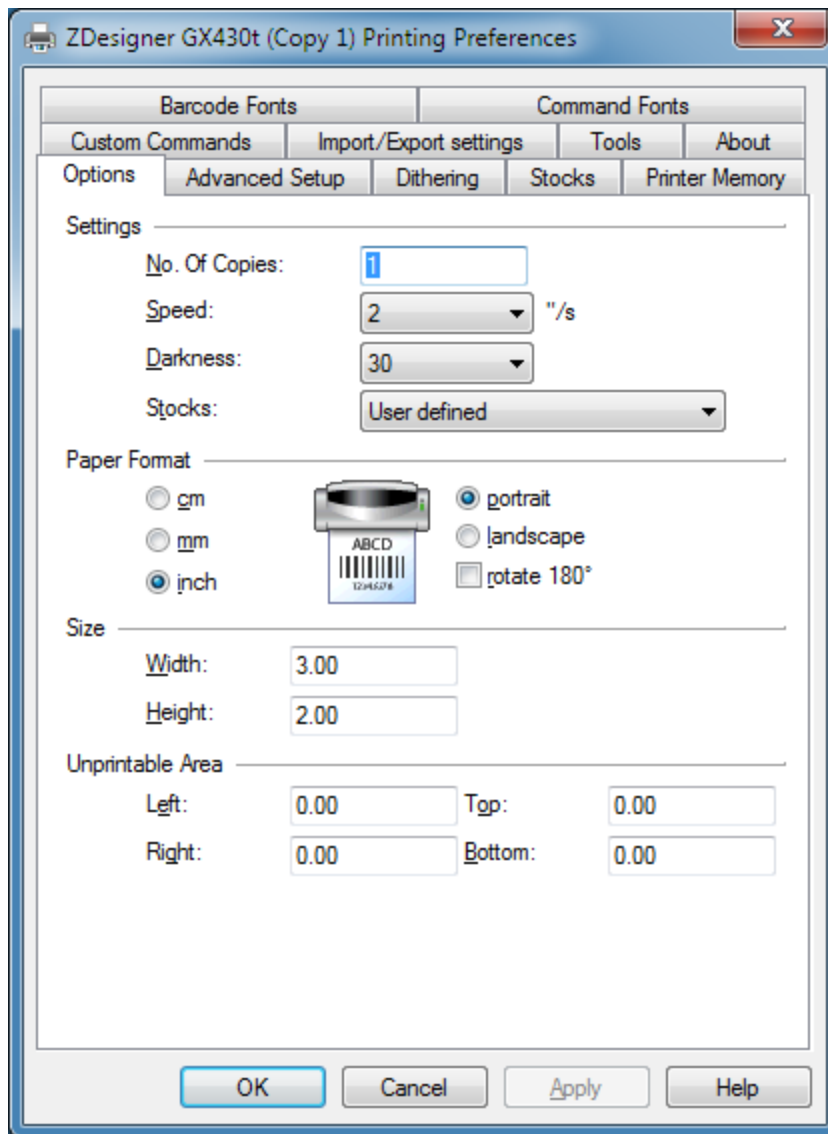 ZDesigner GX430t (Copy 1) Printing Preferences
Barcode Fonts Command Fonts
Custom Commands Import/Export settings Tools About
Options Advanced Setup Dithering Stocks Printer Memory
Settings
No. Of Copies: 1
Speed: 2 "/s
Darkness: 30
Stocks: User defined
Paper Format
cm portrait
mm landscape
inch rotate 180°
ABCD
12345678
Size
Width: 3.00
Height: 2.00
Unprintable Area
Left: 0.00 Top: 0.00
Right: 0.00 Bottom: 0.00
OK Cancel Apply Help